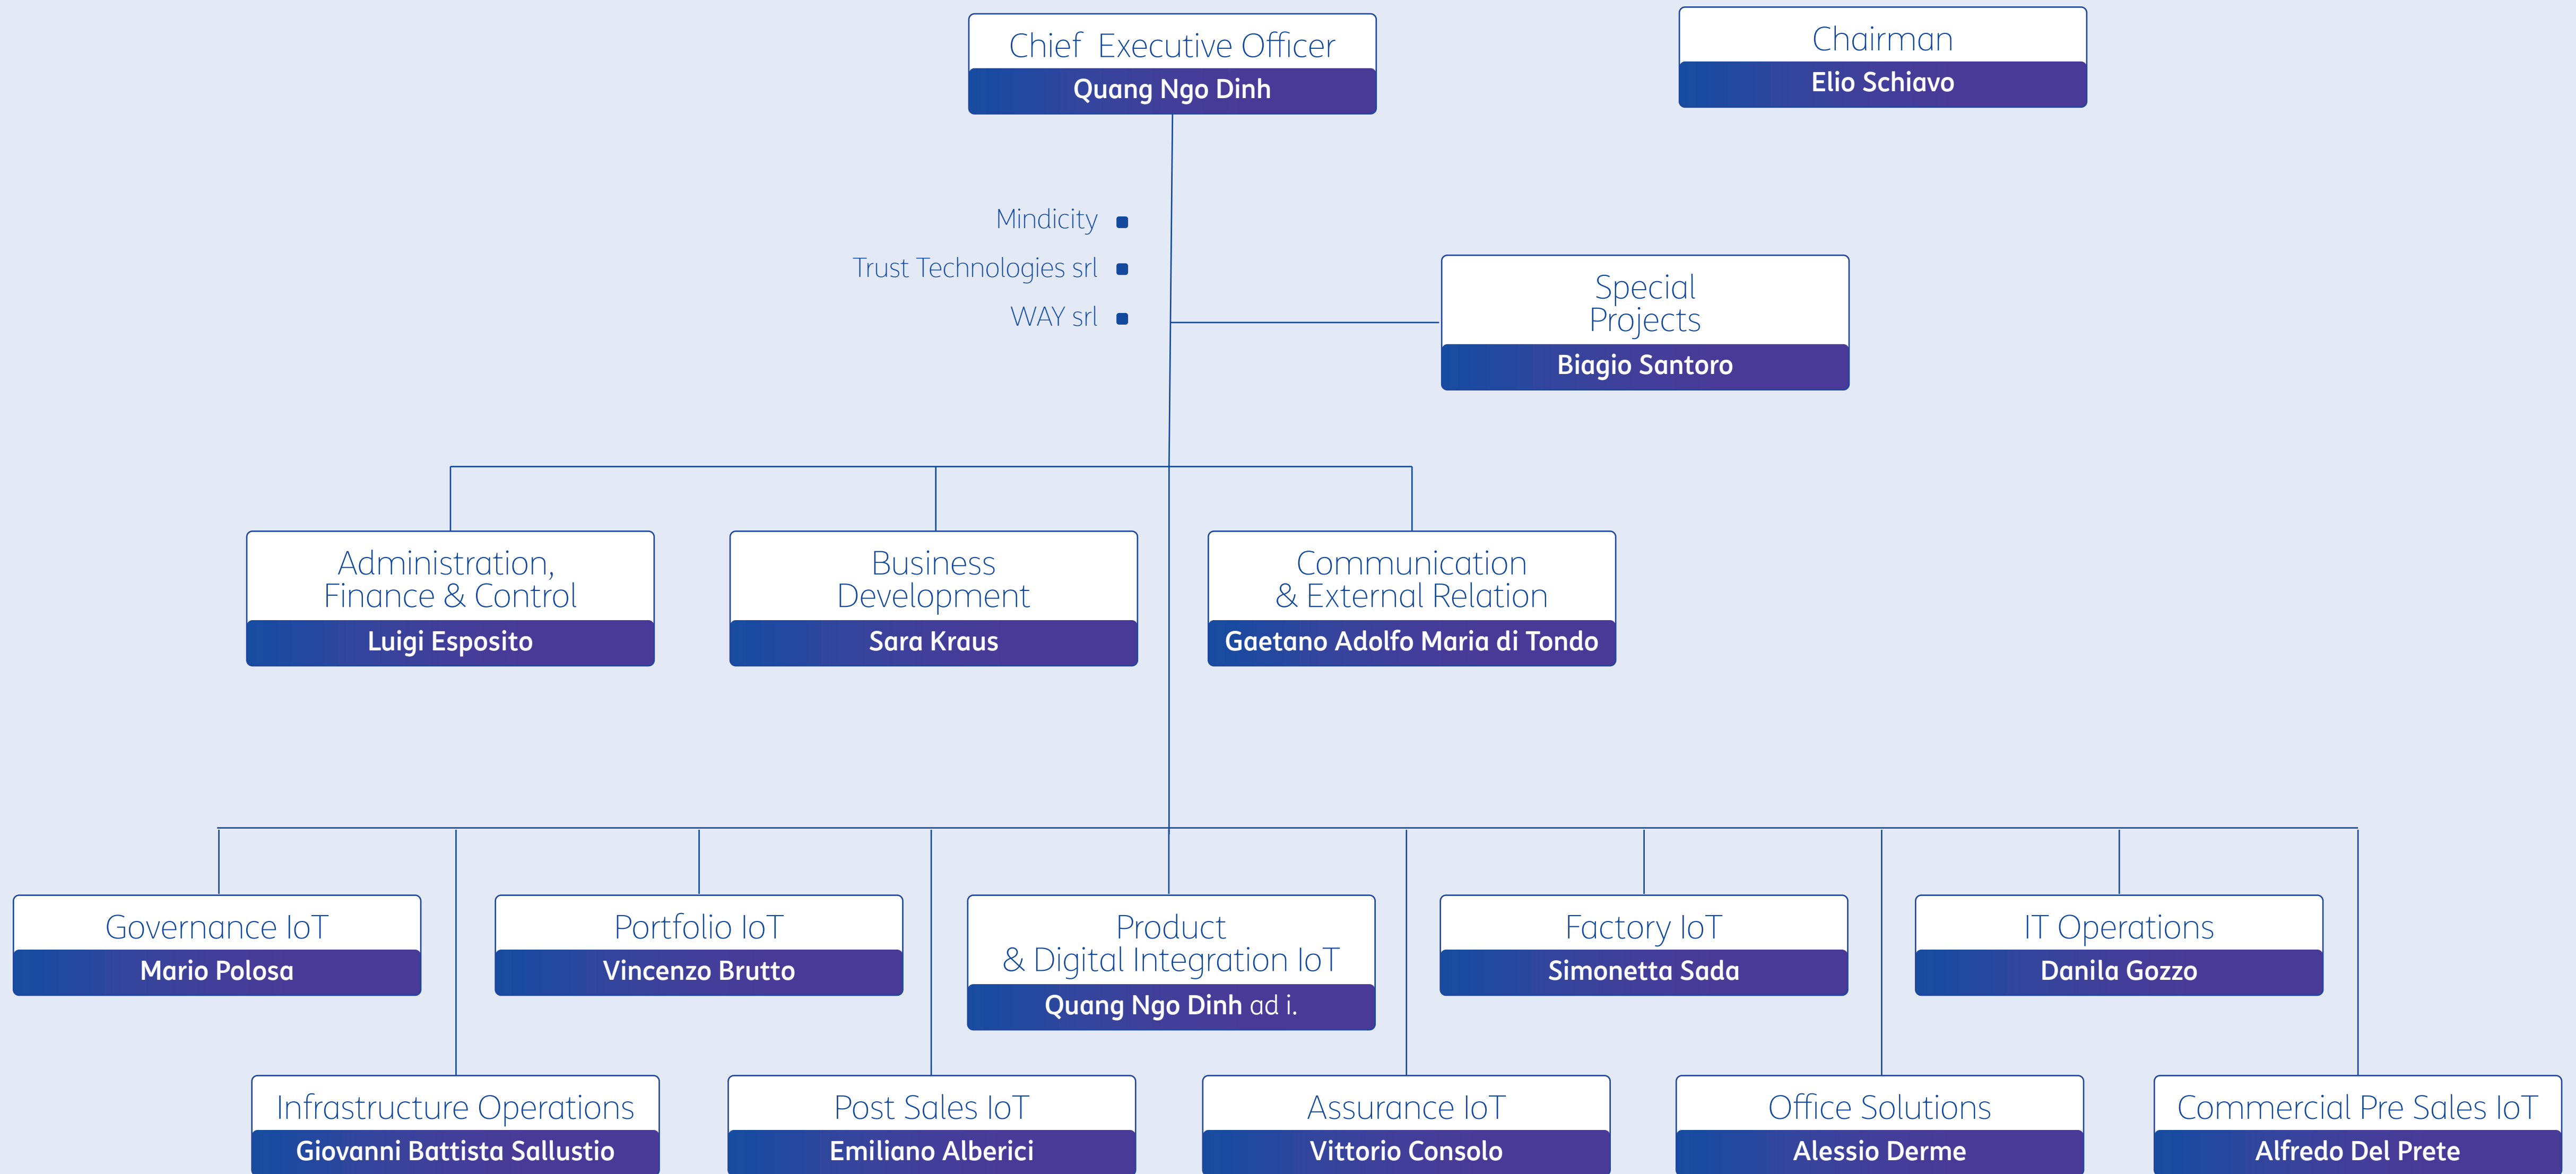 Chief Executive Officer
Quang Ngo Dinh
Chairman
Elio Schiavo
Mindicity
Trust Technologies srl
WAY srl
Special
Projects
Biagio Santoro
Administration,
Finance & Control
Luigi Esposito
Business
Development
Sara Kraus
Communication
& External Relation
Gaetano Adolfo Maria di Tondo
Governance IoT
Mario Polosa
Portfolio IoT
Vincenzo Brutto
Product
& Digital Integration IoT
Quang Ngo Dinh ad i.
Factory IoT
Simonetta Sada
IT Operations
Danila Gozzo
Infrastructure Operations
Giovanni Battista Sallustio
Post Sales IoT
Emiliano Alberici
Assurance IoT
Vittorio Consolo
Office Solutions
Alessio Derme
Commercial Pre Sales IoT
Alfredo Del Prete